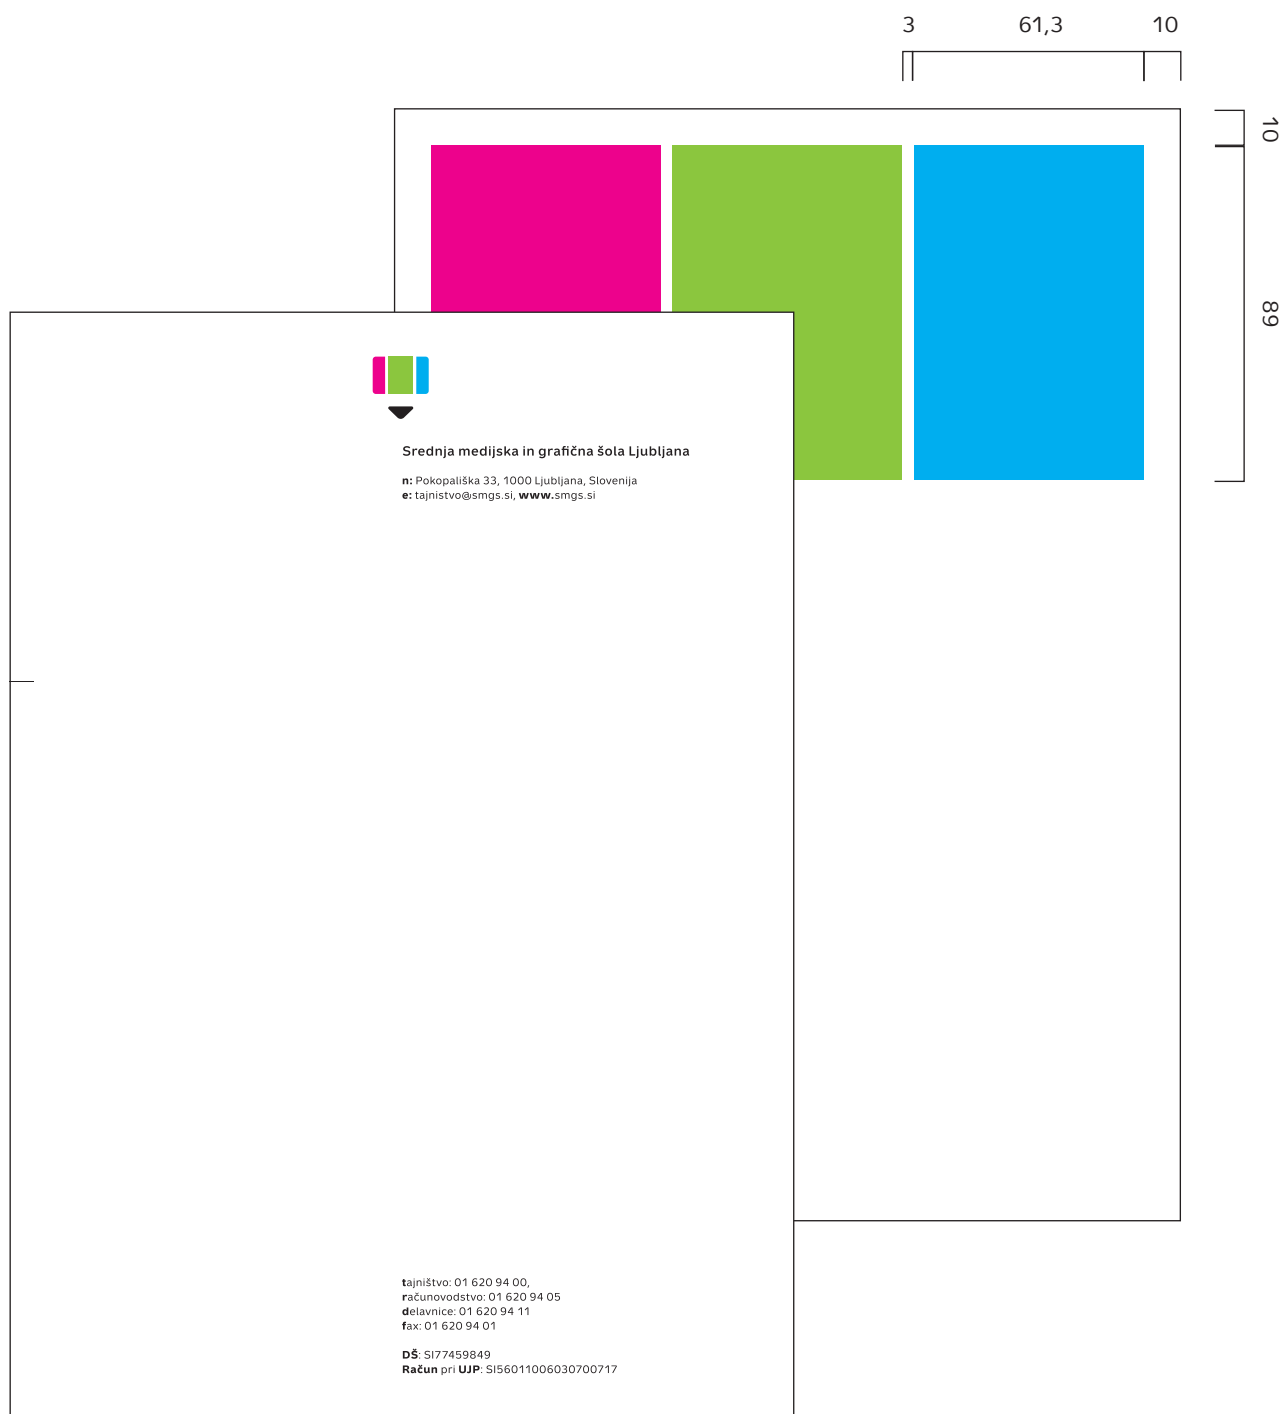 3 61,3 10
10
89
Srednja medijska in grafična šola Ljubljana
n: Pokopališka 33, 1000 Ljubljana, Slovenija
e: tajnistvo@smgs.si, www.smgs.si
tajništvo: 01 620 94 00,
računovodstvo: 01 620 94 05
delavnice: 01 620 94 11
fax: 01 620 94 01
DŠ: SI77459849
Račun pri UJP: SI56011006030700717